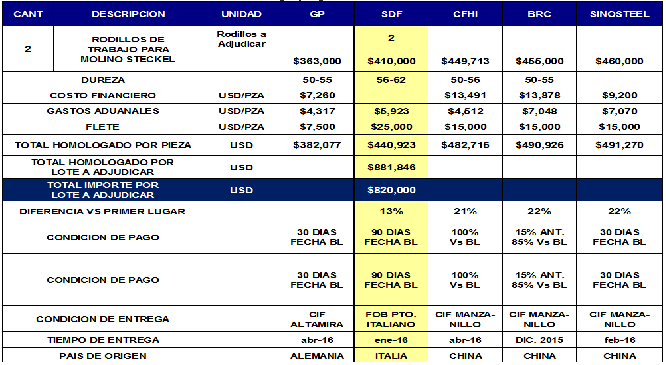 CANT DESCRIPCION UNIDAD GP SDF CFHI BRC SINOSTEEL
2 RODILLOS DE TRABAJO PARA MOLINO STECKEL Rodillos a Adjudicar $363,000 2 $410,000 $449,713 $455,000 $460,000
DUREZA 50-55 56-62 50-56 50-55
COSTO FINANCIERO USD/PZA $7,260 $13,491 $13,878 $9,200
GASTOS ADUANALES USD/PZA $4,317 $5,923 $4,512 $7,048 $7,070
FLETE USD/PZA $7,500 $25,000 $15,000 $15,000 $15,000
TOTAL HOMOLOGADO POR PIEZA USD $382,077 $440,923 $482,716 $490,926 $491,270
TOTAL HOMOLOGADO POR LOTE A ADJUDICAR USD $881,846
TOTAL IMPORTE POR LOTE A ADJUDICAR USD $820,000
DIFERENCIA VS PRIMER LUGAR 13% 21% 22% 22%
CONDICION DE PAGO 30 DIAS FECHA BL 90 DIAS FECHA BL 100% Vs BL 15% ANT. 85% Vs BL 30 DIAS FECHA BL
CONDICION DE PAGO 30 DIAS FECHA BL 90 DIAS FECHA BL 100% Vs BL 15% ANT. 85% Vs BL 30 DIAS FECHA BL
CONDICION DE ENTREGA CIF ALTAMIRA FOB PTO. ITALIANO CIF MANZA-NILLO CIF MANZA-NILLO CIF MANZA-NILLO
TIEMPO DE ENTREGA abr-16 ene-16 abr-16 DIC. 2015 feb-16
PAIS DE ORIGEN ALEMANIA ITALIA CHINA CHINA CHINA